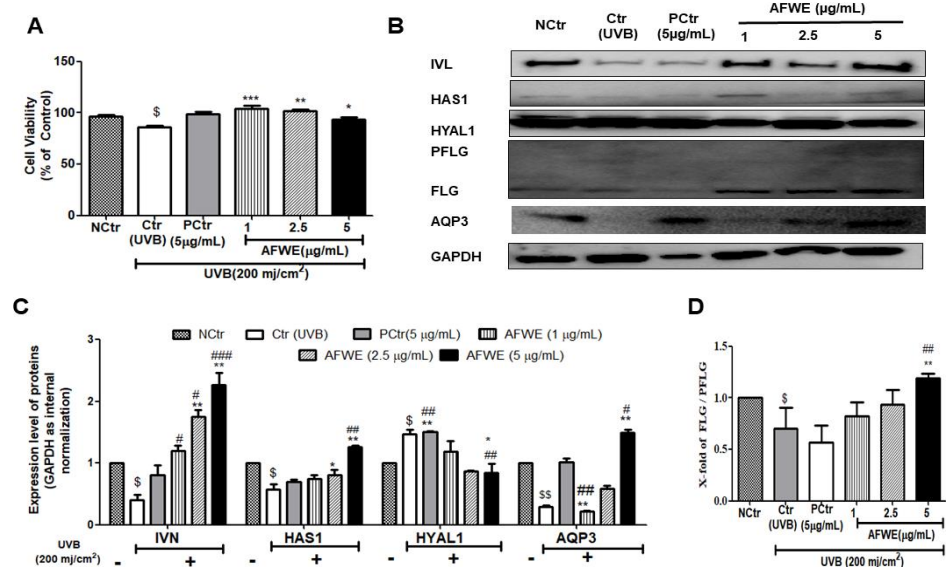 A
Cell Viability
(% of Control)
150
100
50
0
$
***
**
*
NCtr
Ctr
(UVB)
PCtr
(5µg/mL)
1
2.5
5
AFWE(µg/mL)
UVB(200 mj/cm²)
B
NCtr
Ctr
(UVB)
PCtr
(5µg/mL)
AFWE (µg/mL)
1
2.5
5
IVL
HAS1
HYAL1
PFLG
FLG
AQP3
GAPDH
C
Expression level of proteins
(GAPDH as internal
normalization)
3
2
1
0
NCtr
Ctr (UVB)
PCtr(5 µg/mL)
AFWE (1 µg/mL)
AFWE (2.5 µg/mL)
AFWE (5 µg/mL)
$
#
#
**
###
**
$
*
##
**
$
##
**
*
##
$$
##
**
#
**
UVB
(200 mj/cm²)
IVN
HAS1
HYAL1
AQP3
-
+
-
+
-
+
-
+
D
X-fold of FLG / PFLG
1.5
1.0
0.5
0.0
$
##
**
NCtr
Ctr
(UVB)
PCtr
(5µg/mL)
1
2.5
5
AFWE(µg/mL)
UVB (200 mj/cm²)